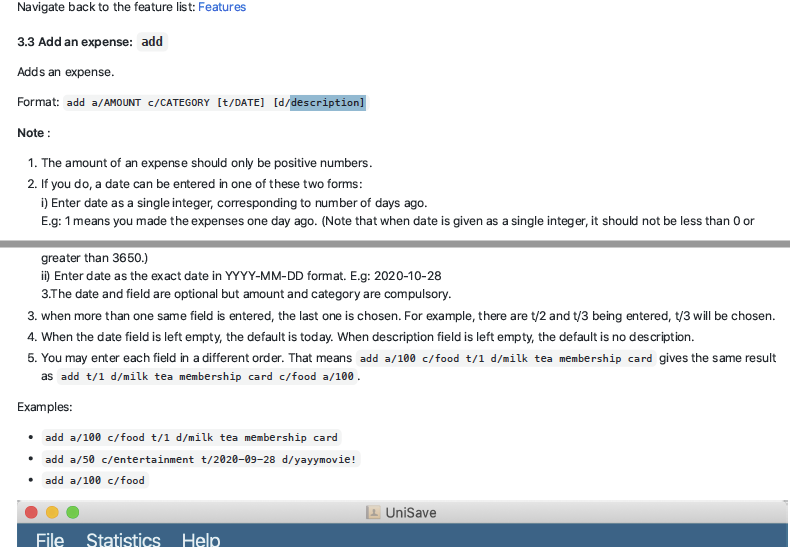 Navigate back to the feature list: Features
3.3 Add an expense: add
Adds an expense.
Format: add a/AMOUNT c/CATEGORY [t/DATE] [d/description]
Note :
1. The amount of an expense should only be positive numbers.
2. If you do, a date can be entered in one of these two forms:
i) Enter date as a single integer, corresponding to number of days ago.
E.g: 1 means you made the expenses one day ago. (Note that when date is given as a single integer, it should not be less than 0 or
greater than 3650.)
ii) Enter date as the exact date in YYYY-MM-DD format. E.g: 2020-10-28
3.The date and field are optional but amount and category are compulsory.
3. when more than one same field is entered, the last one is chosen. For example, there are t/2 and t/3 being entered, t/3 will be chosen.
4. When the date field is left empty, the default is today. When description field is left empty, the default is no description.
5. You may enter each field in a different order. That means add a/100 c/food t/1 d/milk tea membership card gives the same result
as add t/1 d/milk tea membership card c/food a/100 .
Examples:
• add a/100 c/food t/1 d/milk tea membership card
• add a/50 c/entertainment t/2020-09-28 d/yayymovie!
• add a/100 c/food
UniSave
File Statistics Help